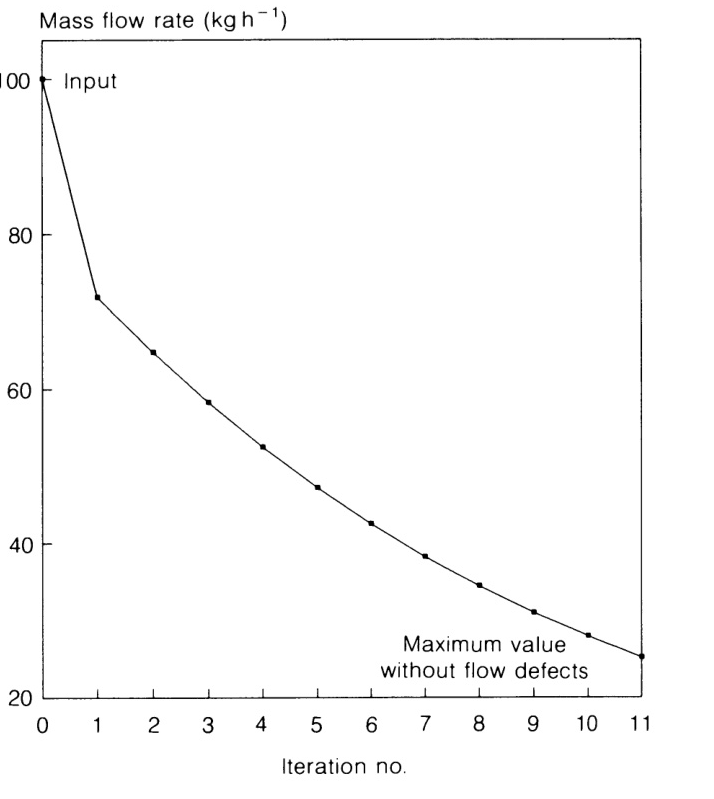 Mass flow rate (kg h⁻¹)
100
Input
80
60
40
Maximum value
without flow defects
20
0 1 2 3 4 5 6 7 8 9 10 11
Iteration no.